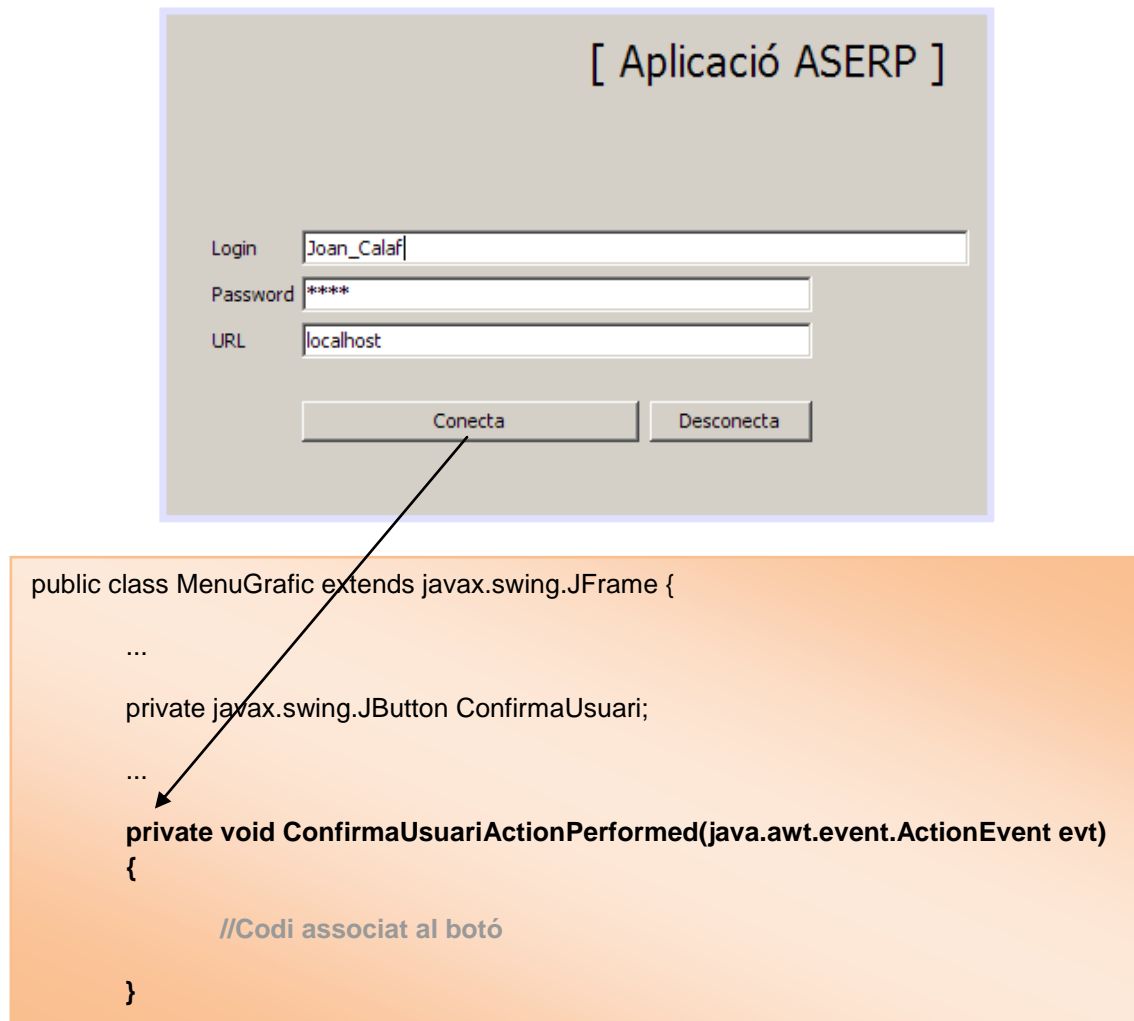 [ Aplicació ASERP ]
Login Joan_Calaf
Password ****
URL localhost
Conecta Desconecta
public class MenuGrafic extends javax.swing.JFrame {
...
private javax.swing.JButton ConfirmaUsuari;
...
private void ConfirmaUsuariActionPerformed(java.awt.event.ActionEvent evt)
{
//Codi associat al botó
}